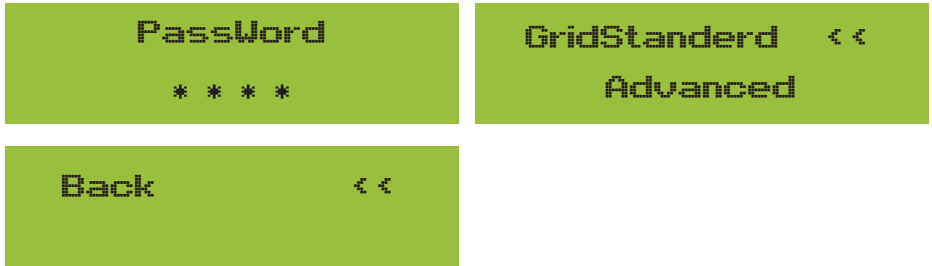 PassWord
* * * *
GridStanderd <<
Advanced
Back <<